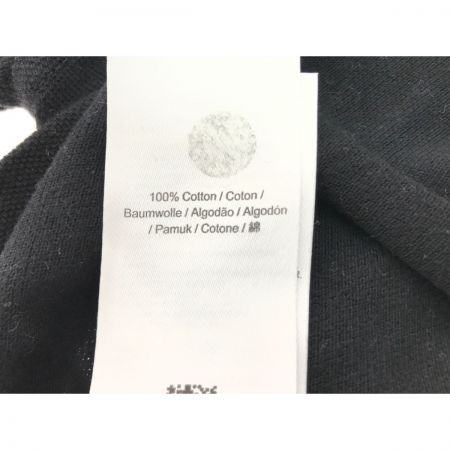 100% Cotton / Coton /
Baumwolle / Algodão / Algodón
/ Pamuk / Cotone / 綿
R.